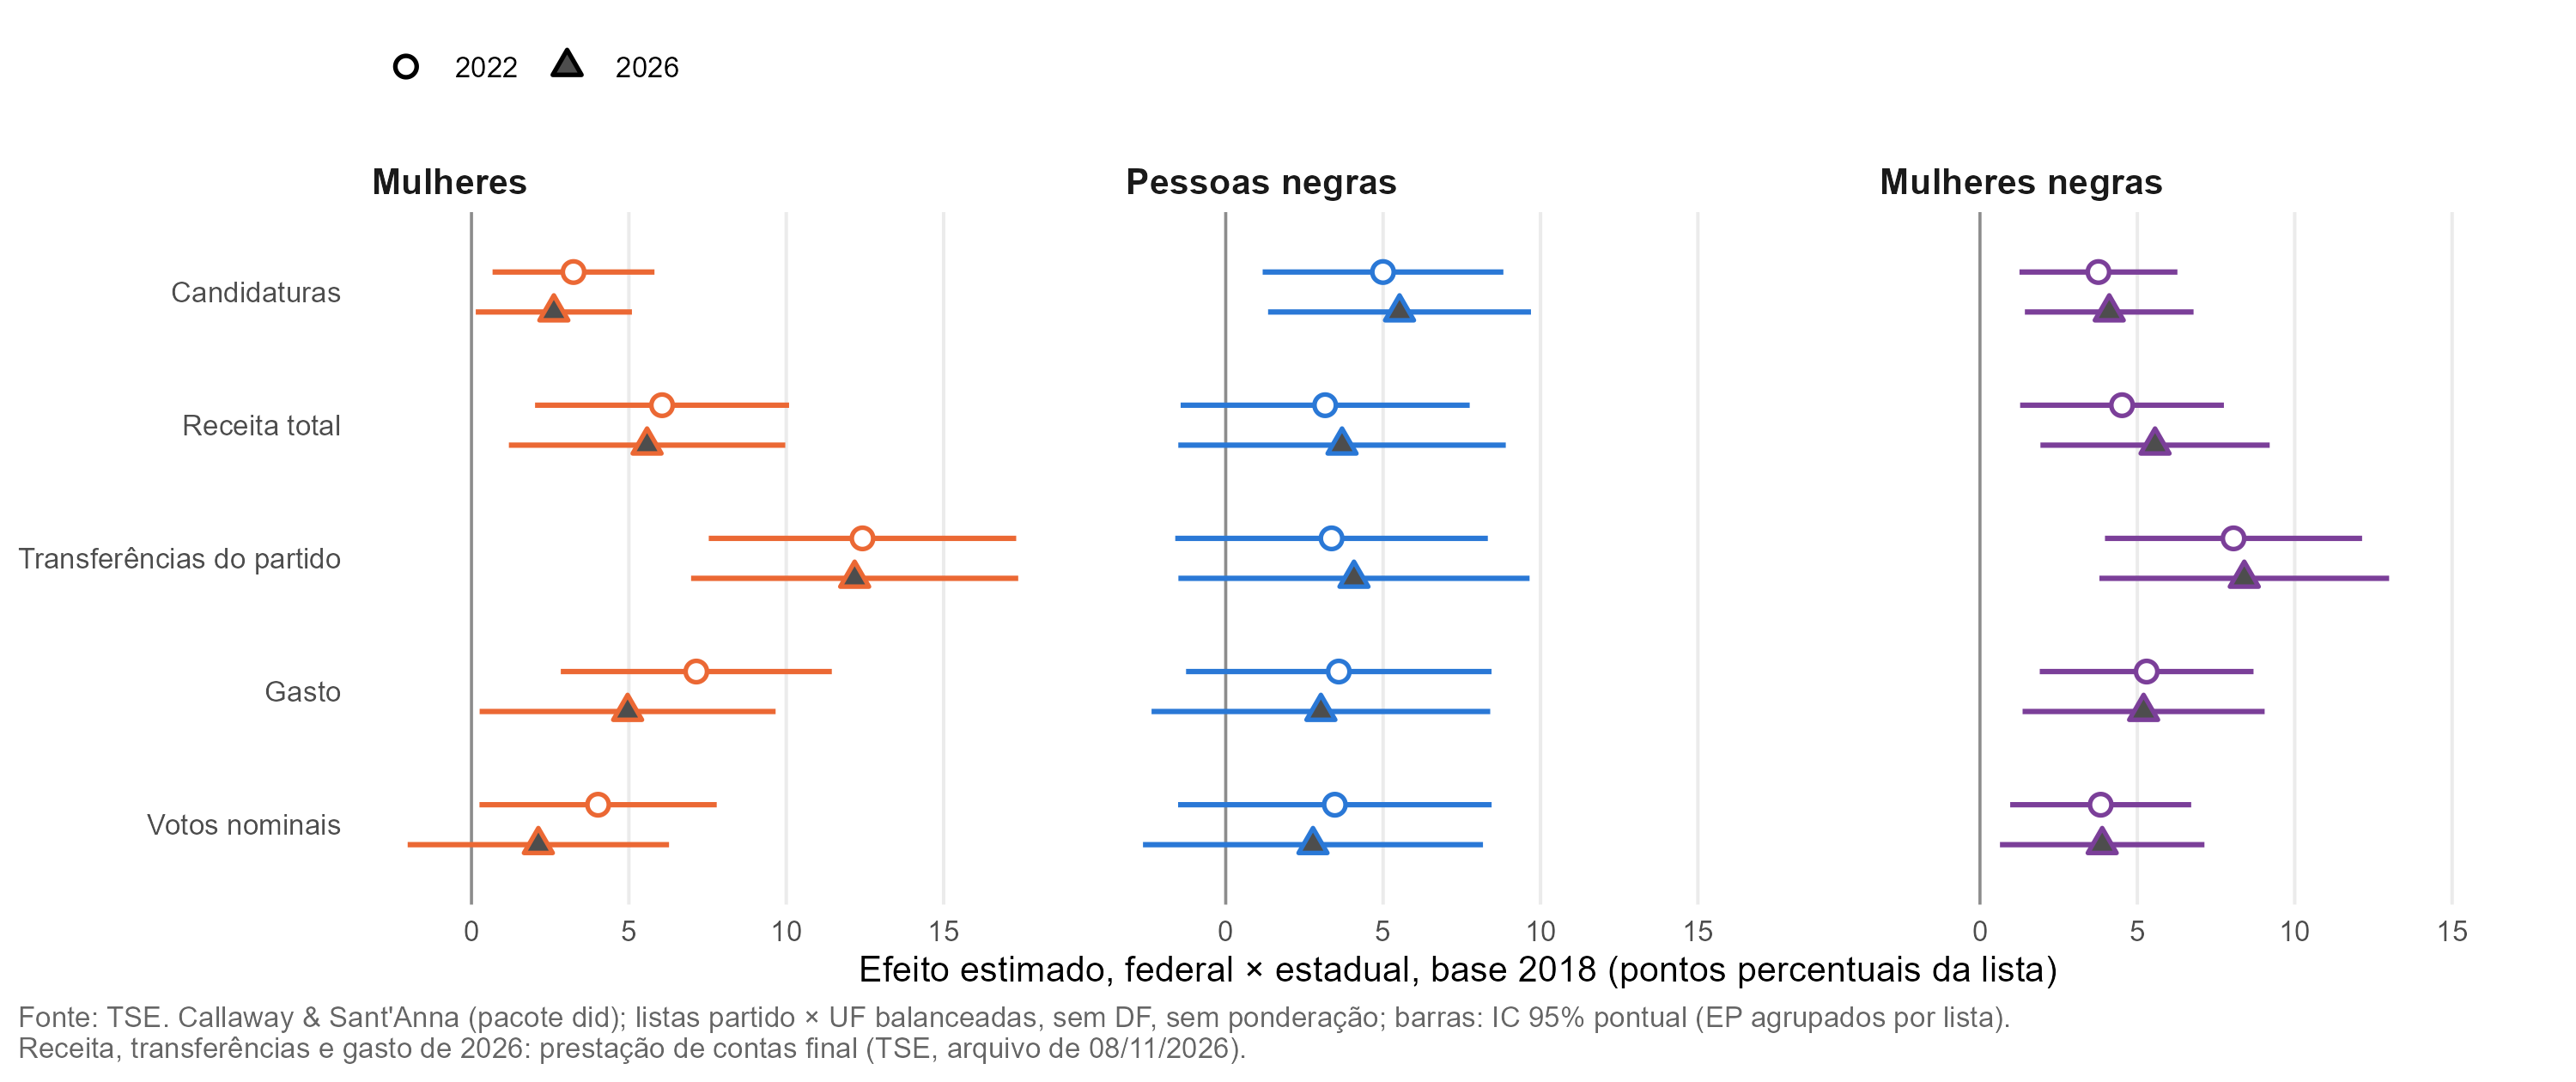 2022 2026
Mulheres Pessoas negras Mulheres negras
Candidaturas
Receita total
Transferências do partido
Gasto
Votos nominais
0 5 10 15 0 5 10 15 0 5 10 15
Efeito estimado, federal × estadual, base 2018 (pontos percentuais da lista)
Fonte: TSE. Callaway & Sant'Anna (pacote did); listas partido × UF balanceadas, sem DF, sem ponderação; barras: IC 95% pontual (EP agrupados por lista).
Receita, transferências e gasto de 2026: prestação de contas final (TSE, arquivo de 08/11/2026).